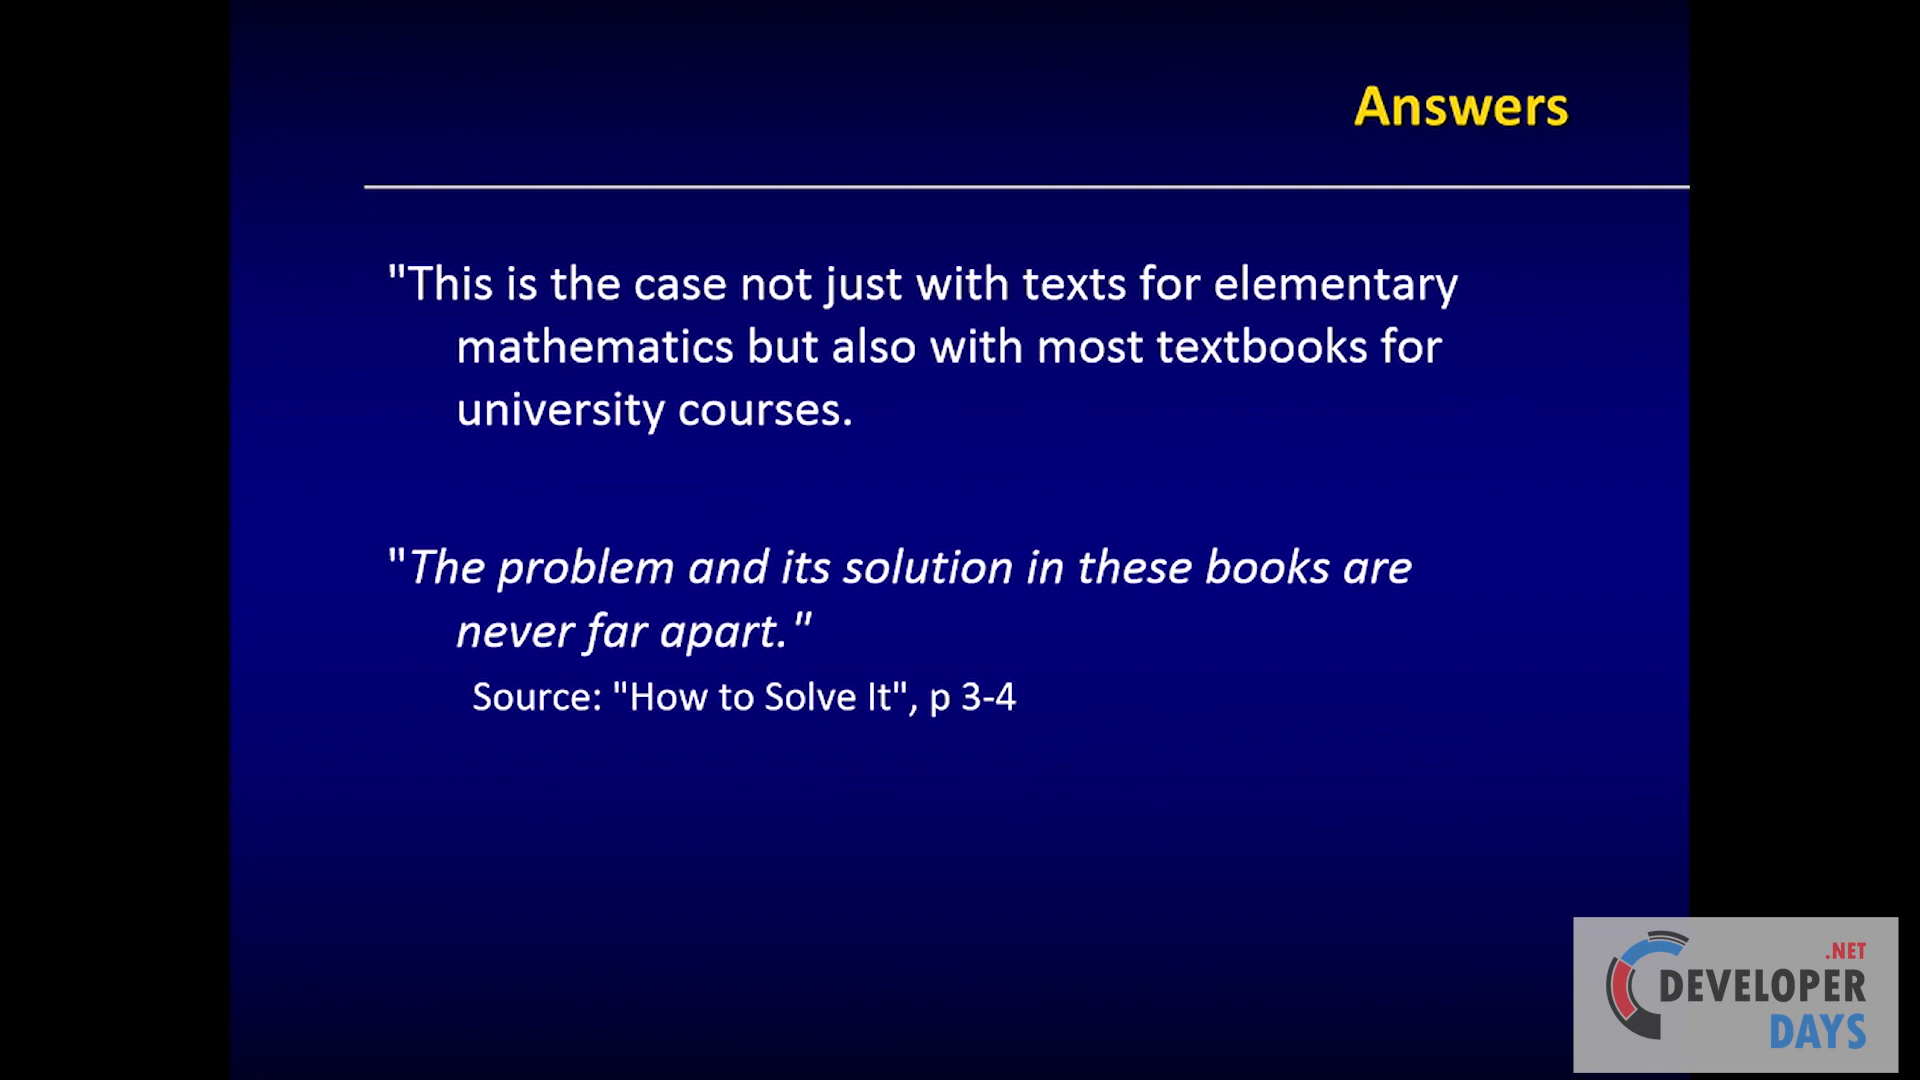 Answers
"This is the case not just with texts for elementary
mathematics but also with most textbooks for
university courses.
"The problem and its solution in these books are
never far apart."
Source: "How to Solve It", p 3-4
.NET
DEVELOPER
DAYS